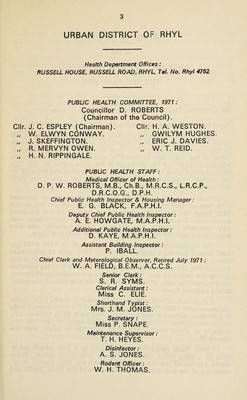 3
URBAN DISTRICT OF RHYL
Health Department Offices :
RUSSELL HOUSE, RUSSELL ROAD, RHYL, Tel. No. Rhyl 4752
PUBLIC HEALTH COMMITTEE, 1971 :
Councillor D. ROBERTS
(Chairman of the Council).
Cllr. J. C. ESPLEY (Chairman).
„ W. ELWYN CONWAY.
„ J. SKEFFINGTON.
„ R. MERVYN OWEN.
„ H. N. RIPPINGALE.
Cllr. H. A. WESTON.
„ GWILYM HUGHES.
„ ERIC J. DAVIES.
„ W. T. REID.
PUBLIC HEALTH STAFF :
Medical Officer of Health :
D. P. W. ROBERTS, M.B., Ch.B., M.R.C.S., L.R.C.P.,
D.R.C.O.G., D.P.H.
Chief Public Health Inspector & Housing Manager :
E. G. BLACK, F.A.P.H.I.
Deputy Chief Public Health Inspector :
A. E. HOWGATE, M.A.P.H.I.
Additional Public Health Inspector :
D. KAYE, M.A.P.H.I.
Assistant Building Inspector :
P. IBALL.
Chief Clerk and Meterological Observer, Retired July 1971 :
W. A. FIELD, B.E.M., A.C.C.S.
Senior Clerk :
S. R. SYMS.
Clerical Assistant :
Miss C. ELIE.
Shorthand Typist :
Mrs. J. M. JONES.
Secretary :
Miss P. SNAPE.
Maintenance Supervisor :
T. H. HEYES.
Disinfector :
A. S. JONES.
Rodent Officer :
W. H. THOMAS.